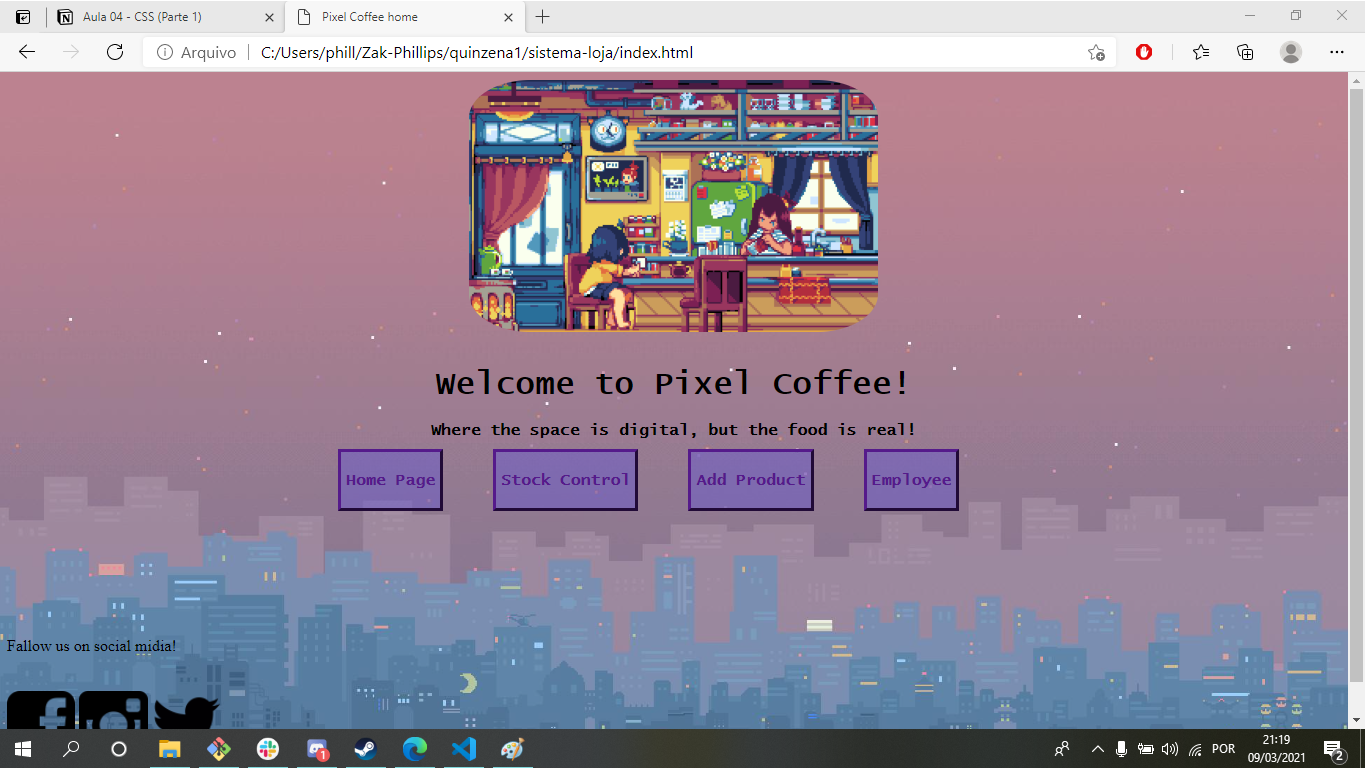 Aula 04 - CSS (Parte 1)
Pixel Coffee home
Arquivo
C:/Users/phill/Zak-Phillips/quinzena1/sistema-loja/index.html
Welcome to Pixel Coffee!
Where the space is digital, but the food is real!
Home Page
Stock Control
Add Product
Employee
Fallow us on social midia!
1
POR
21:19
09/03/2021
2